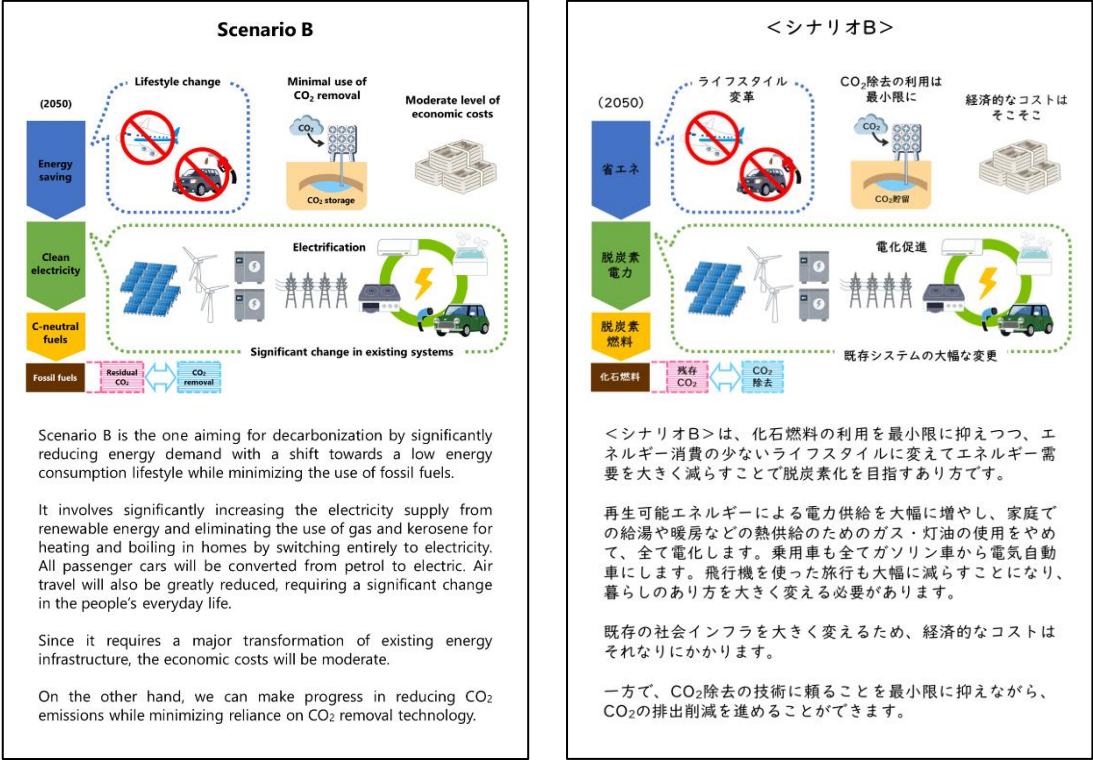 Scenario B
Lifestyle change
Minimal use of
CO₂ removal
Moderate level of
economic costs
(2050)
Energy
saving
CO₂
CO₂ storage
Clean
electricity
Electrification
C-neutral
fuels
Significant change in existing systems
Fossil fuels
Residual
CO₂
CO₂
removal
Scenario B is the one aiming for decarbonization by significantly
reducing energy demand with a shift towards a low energy
consumption lifestyle while minimizing the use of fossil fuels.
It involves significantly increasing the electricity supply from
renewable energy and eliminating the use of gas and kerosene for
heating and boiling in homes by switching entirely to electricity.
All passenger cars will be converted from petrol to electric. Air
travel will also be greatly reduced, requiring a significant change
in the people's everyday life.
Since it requires a major transformation of existing energy
infrastructure, the economic costs will be moderate.
On the other hand, we can make progress in reducing CO₂
emissions while minimizing reliance on CO₂ removal technology.
＜シナリオB＞
ライフスタイル
変革
CO₂除去の利用は
最小限に
経済的なコストは
そこそこ
（2050）
省エネ
CO₂
CO₂貯留
脱炭素
電力
電化促進
脱炭素
燃料
既存システムの大幅な変更
化石燃料
残存
CO₂
CO₂
除去
＜シナリオB＞は、化石燃料の利用を最小限に抑えつつ、エ
ネルギー消費の少ないライフスタイルに変えてエネルギー需
要を大きく減らすことで脱炭素化を目指すあり方です。
再生可能エネルギーによる電力供給を大幅に増やし、家庭で
の給湯や暖房などの熱供給のためのガス・灯油の使用をやめ
て、全て電化します。乗用車も全てガソリン車から電気自動
車にします。飛行機を使った旅行も大幅に減らすことになり、
暮らしのあり方を大きく変える必要があります。
既存の社会インフラを大きく変えるため、経済的なコストは
それなりにかかります。
一方で、CO₂除去の技術に頼ることを最小限に抑えながら、
CO₂の排出削減を進めることができます。